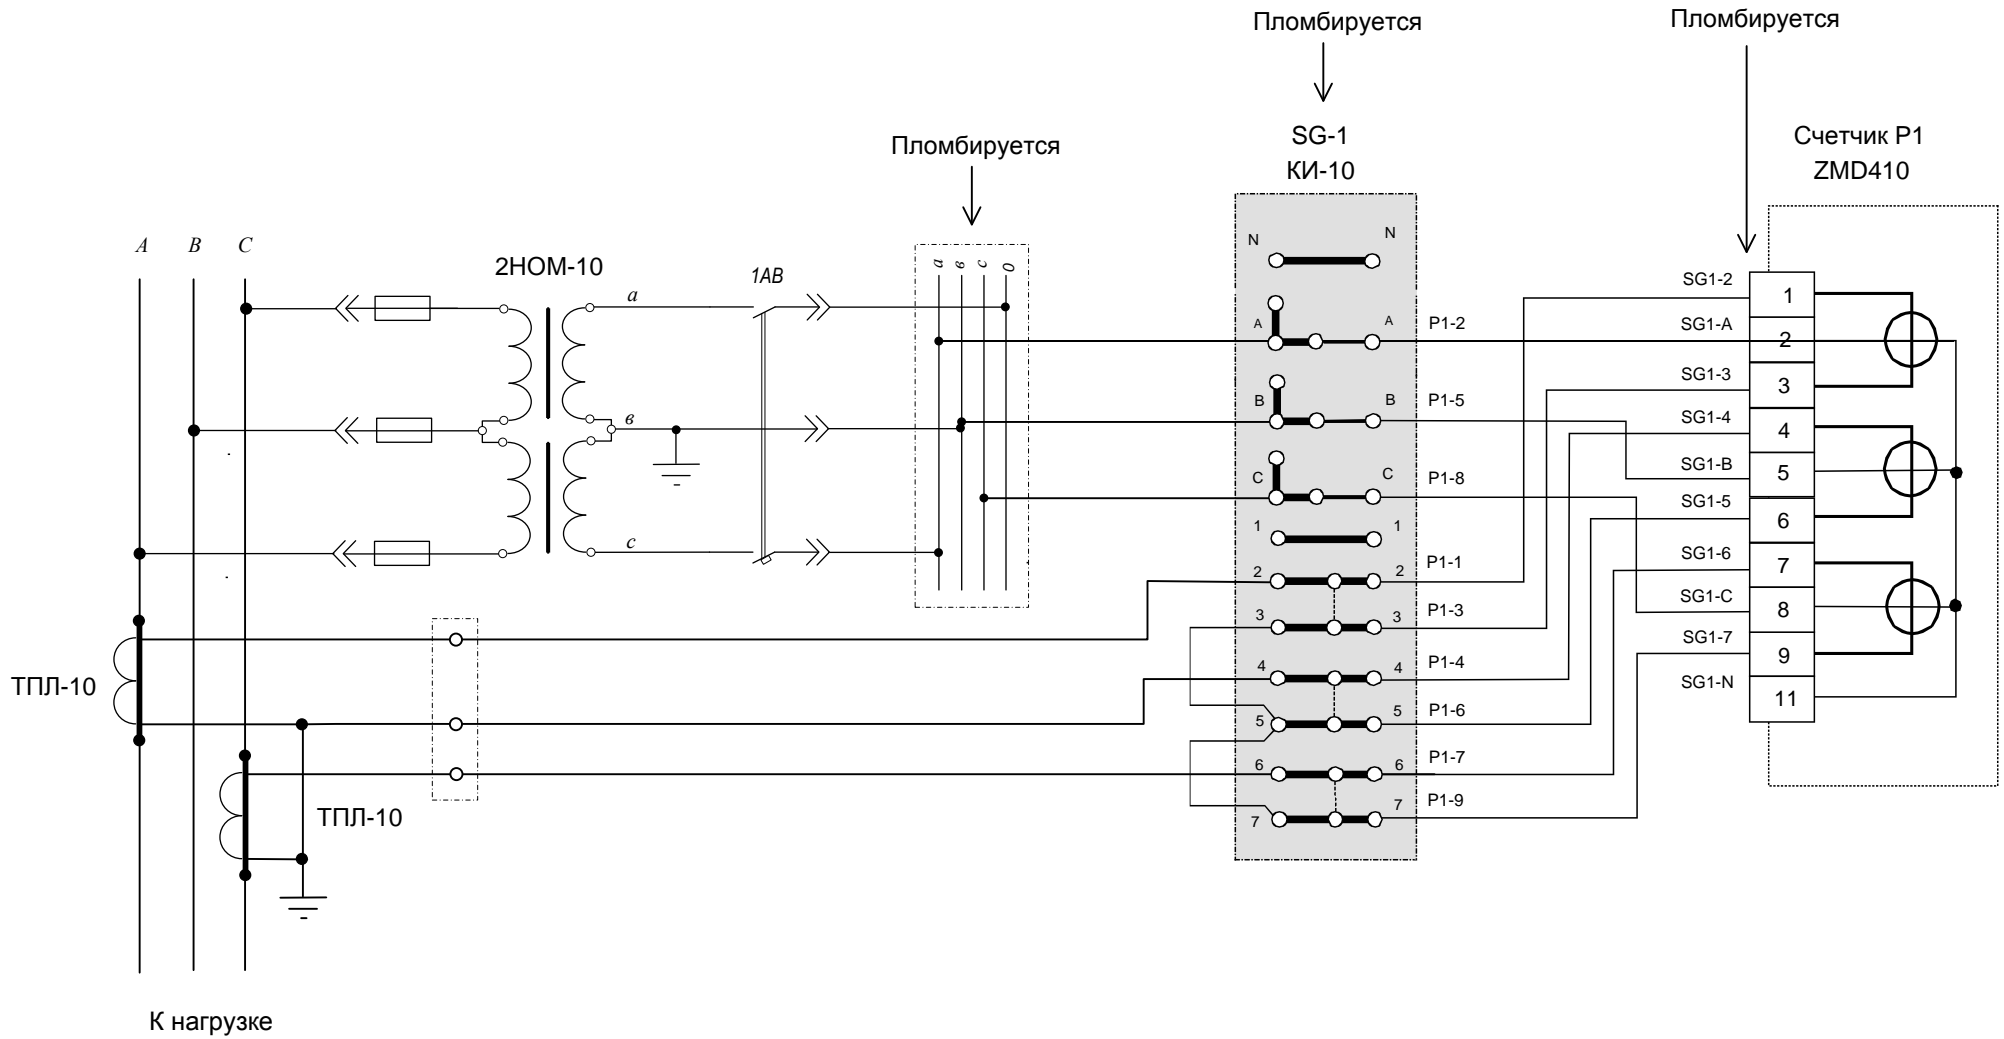 Пломбируется
Пломбируется
Пломбируется
SG-1
КИ-10
Счетчик P1
ZMD410
A
B
C
2НОМ-10
1АВ
а
в
с
а
в
с
0
N
N
A
A
B
B
C
C
1
1
2
2
3
3
4
4
5
5
6
6
7
7
P1-2
P1-5
P1-8
P1-1
P1-3
P1-4
P1-6
P1-7
P1-9
SG1-2
SG1-A
SG1-3
SG1-4
SG1-B
SG1-5
SG1-6
SG1-C
SG1-7
SG1-N
1
2
3
4
5
6
7
8
9
11
ТПЛ-10
ТПЛ-10
К нагрузке